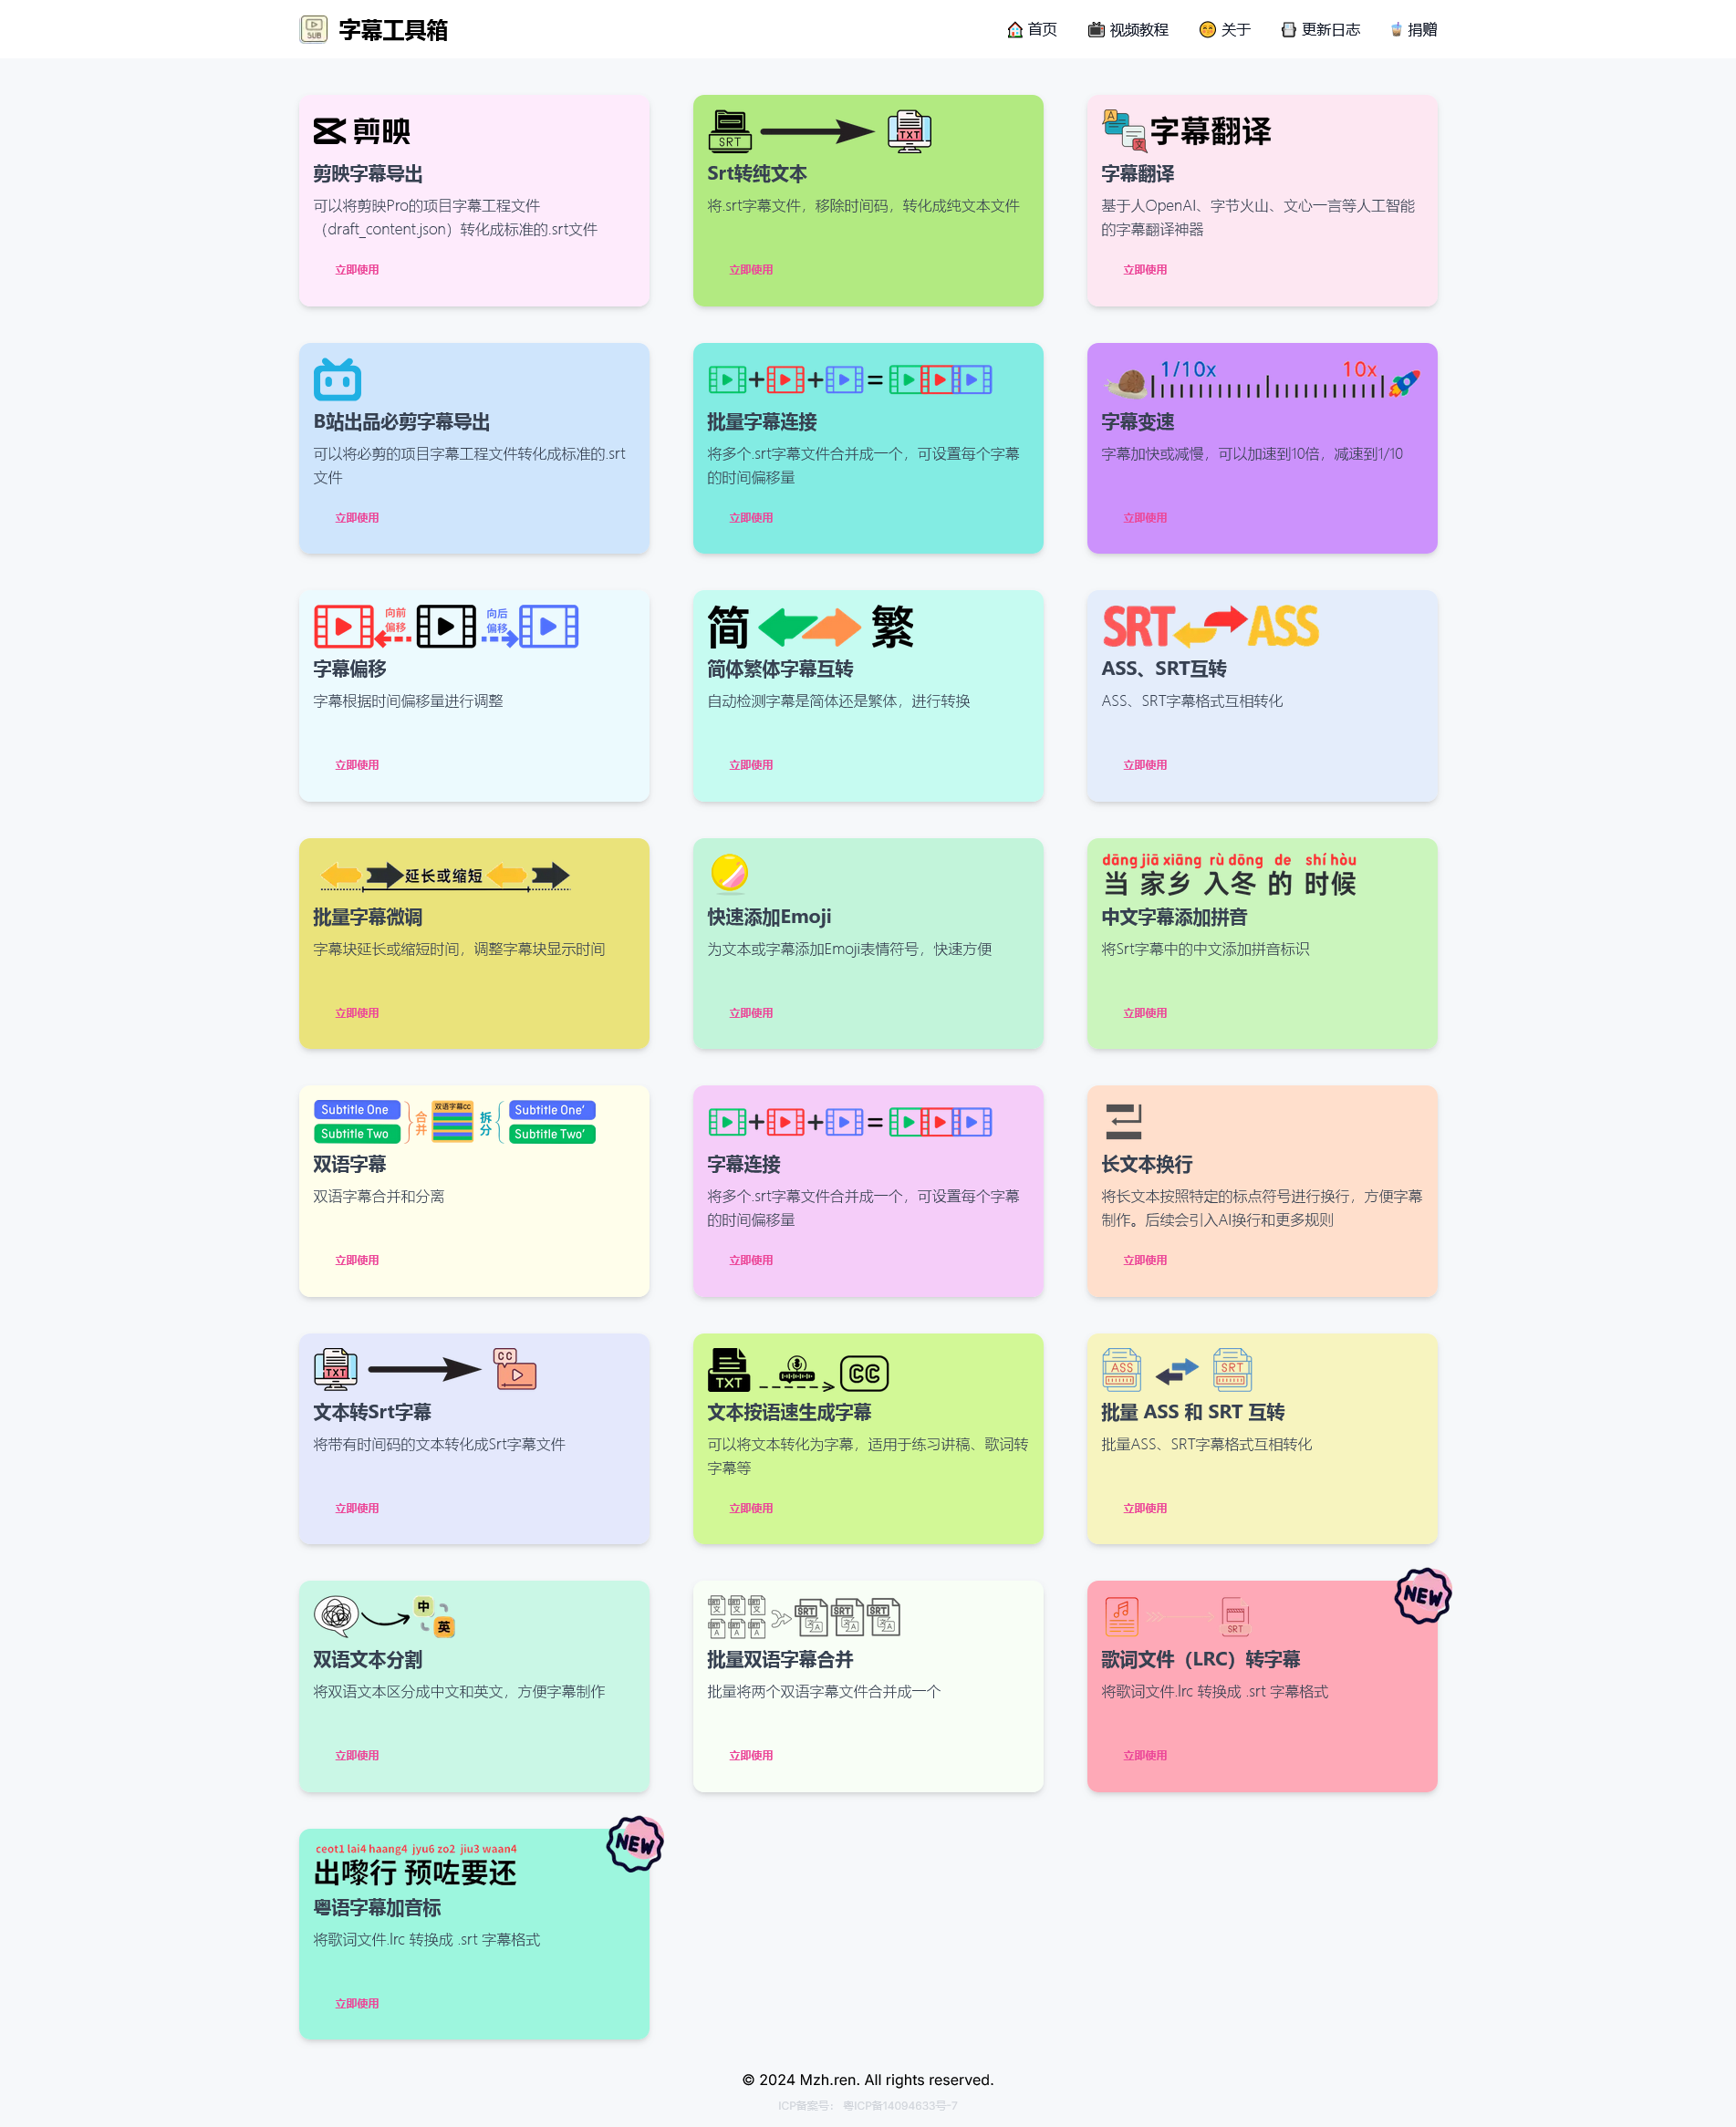 字幕工具箱
首页 视频教程 关于 更新日志 捐赠
剪映
剪映字幕导出
可以将剪映Pro的项目字幕工程文件
（draft_content.json）转化成标准的.srt文件
立即使用
SRT TXT
Srt转纯文本
将.srt字幕文件，移除时间码，转化成纯文本文件
立即使用
A 文 字幕翻译
字幕翻译
基于人OpenAI、字节火山、文心一言等人工智能
的字幕翻译神器
立即使用
B站出品必剪字幕导出
可以将必剪的项目字幕工程文件转化成标准的.srt
文件
立即使用
批量字幕连接
将多个.srt字幕文件合并成一个，可设置每个字幕
的时间偏移量
立即使用
1/10x 10x
字幕变速
字幕加快或减慢，可以加速到10倍，减速到1/10
立即使用
向前 向后
偏移 偏移
字幕偏移
字幕根据时间偏移量进行调整
立即使用
简 繁
简体繁体字幕互转
自动检测字幕是简体还是繁体，进行转换
立即使用
SRT ASS
ASS、SRT互转
ASS、SRT字幕格式互相转化
立即使用
延长或缩短
批量字幕微调
字幕块延长或缩短时间，调整字幕块显示时间
立即使用
快速添加Emoji
为文本或字幕添加Emoji表情符号，快速方便
立即使用
dāng jiā xiāng rù dōng de shí hòu
当 家乡 入冬 的 时候
中文字幕添加拼音
将Srt字幕中的中文添加拼音标识
立即使用
Subtitle One 合并 双语字幕cc 拆分 Subtitle One'
Subtitle Two Subtitle Two'
双语字幕
双语字幕合并和分离
立即使用
字幕连接
将多个.srt字幕文件合并成一个，可设置每个字幕
的时间偏移量
立即使用
长文本换行
将长文本按照特定的标点符号进行换行，方便字幕
制作。后续会引入AI换行和更多规则
立即使用
TXT CC
文本转Srt字幕
将带有时间码的文本转化成Srt字幕文件
立即使用
TXT CC
文本按语速生成字幕
可以将文本转化为字幕，适用于练习讲稿、歌词转
字幕等
立即使用
ASS SRT
批量 ASS 和 SRT 互转
批量ASS、SRT字幕格式互相转化
立即使用
中 英
双语文本分割
将双语文本区分成中文和英文，方便字幕制作
立即使用
SRT SRT SRT
批量双语字幕合并
批量将两个双语字幕文件合并成一个
立即使用
NEW
SRT
歌词文件（LRC）转字幕
将歌词文件.lrc 转换成 .srt 字幕格式
立即使用
NEW
ceot1 lai4 haang4 jyu6 zo2 jiu3 waan4
出嚟行 预咗要还
粤语字幕加音标
将歌词文件.lrc 转换成 .srt 字幕格式
立即使用
© 2024 Mzh.ren. All rights reserved.
ICP备案号： 粤ICP备14094633号-7